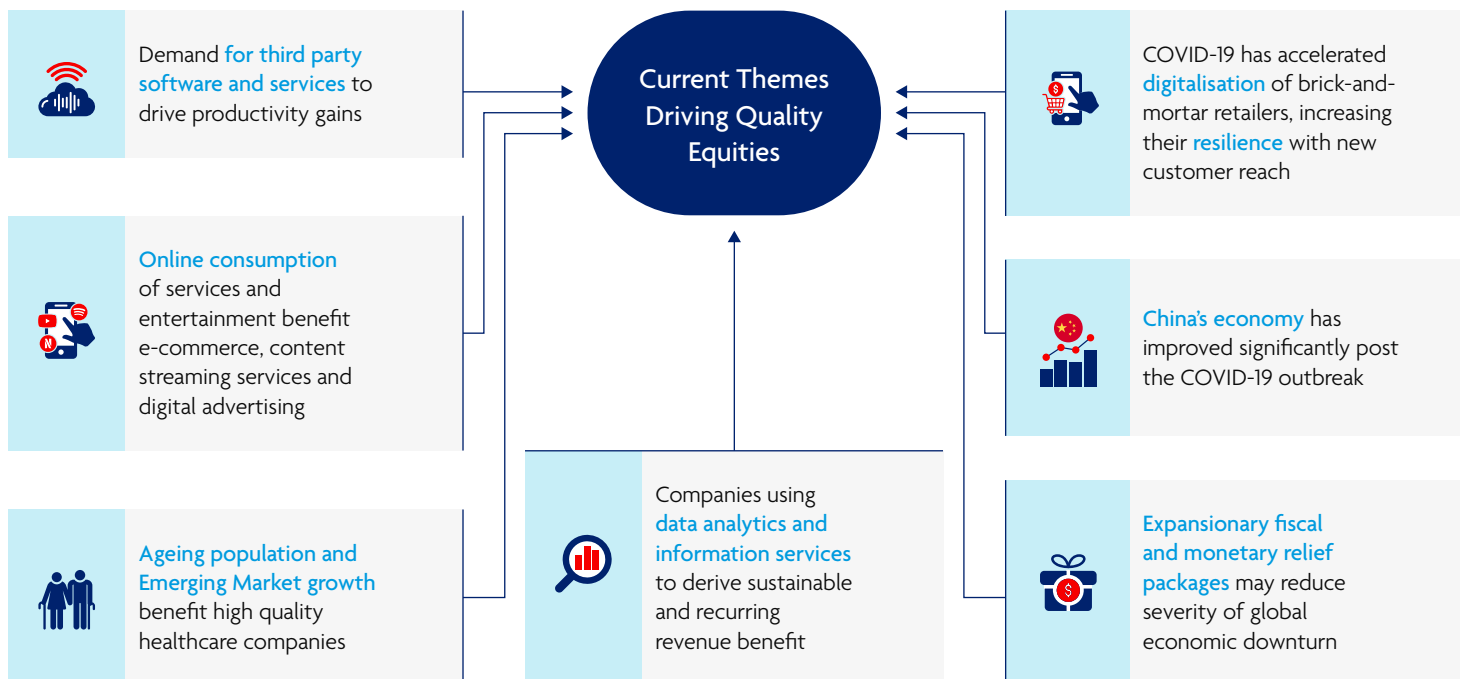 Current Themes
Driving Quality
Equities
Demand for third party
software and services to
drive productivity gains
Online consumption
of services and
entertainment benefit
e-commerce, content
streaming services and
digital advertising
Ageing population and
Emerging Market growth
benefit high quality
healthcare companies
Companies using
data analytics and
information services
to derive sustainable
and recurring
revenue benefit
COVID-19 has accelerated
digitalisation of brick-and-
mortar retailers, increasing
their resilience with new
customer reach
$
China’s economy has
improved significantly post
the COVID-19 outbreak
Expansionary fiscal
and monetary relief
packages may reduce
severity of global
economic downturn
$
N